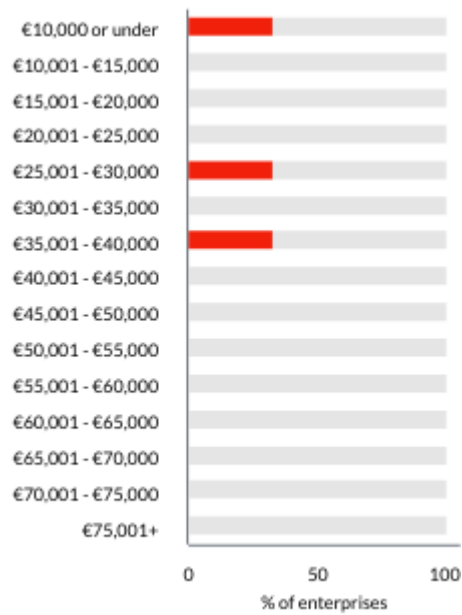 €10,000 or under
€10,001 - €15,000
€15,001 - €20,000
€20,001 - €25,000
€25,001 - €30,000
€30,001 - €35,000
€35,001 - €40,000
€40,001 - €45,000
€45,001 - €50,000
€50,001 - €55,000
€55,001 - €60,000
€60,001 - €65,000
€65,001 - €70,000
€70,001 - €75,000
€75,001+
0 50 100
% of enterprises